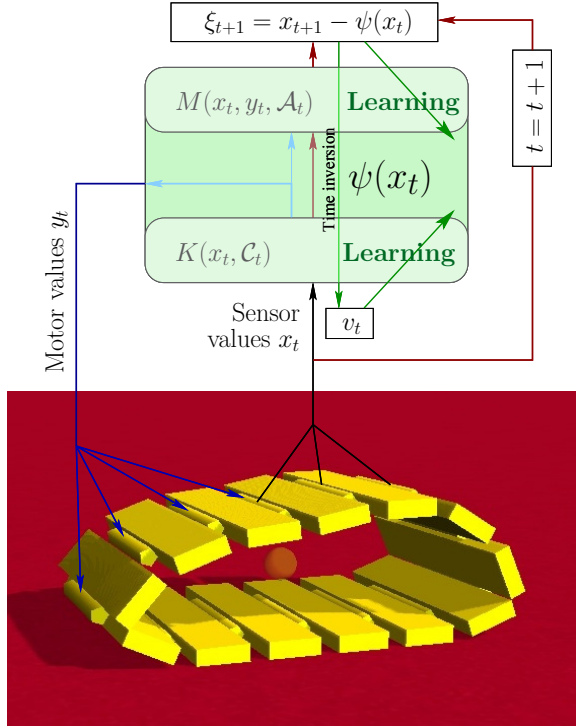 ξ_{t+1} = x_{t+1} − ψ(x_t)
M(x_t, y_t, 𝒜_t)
Learning
t = t + 1
Time inversion
ψ(x_t)
K(x_t, 𝒞_t)
Learning
Motor values y_t
Sensor
values x_t
v_t